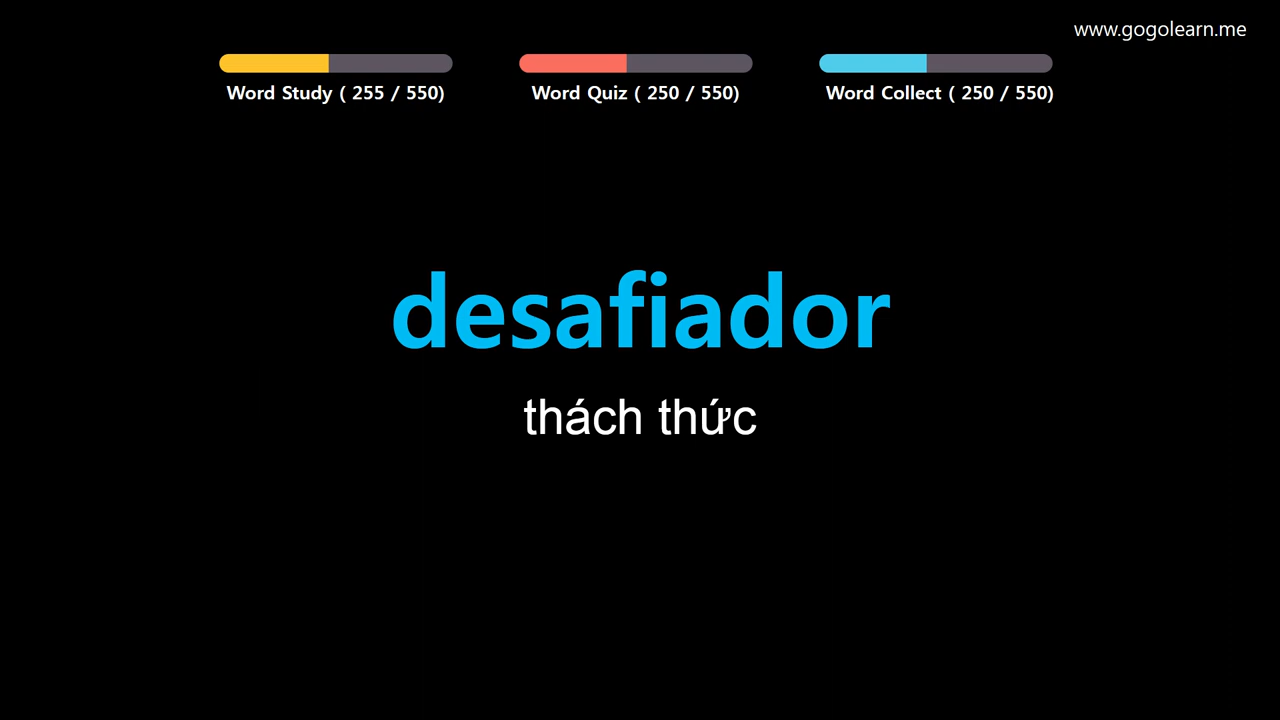 www.gogolearn.me
Word Study ( 255 / 550)
Word Quiz ( 250 / 550)
Word Collect ( 250 / 550)
desafiador
thách thức